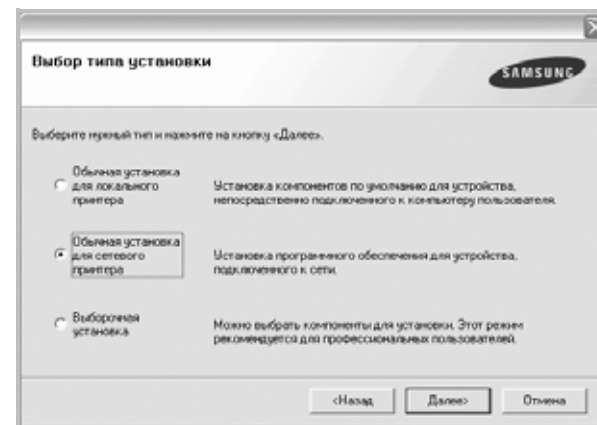 Выбор типа установки
SAMSUNG
Выберите нужный тип и нажмите на кнопку «Далее».
Обычная установка
для локального
принтера
Установка компонентов по умолчанию для устройства,
непосредственно подключенного к компьютеру пользователя.
Обычная установка
для сетевого
принтера
Установка программного обеспечения для устройства,
подключенного к сети.
Выборочная
установка
Можно выбрать компоненты для установки. Этот режим
рекомендуется для профессиональных пользователей.
<Назад
Далее>
Отмена